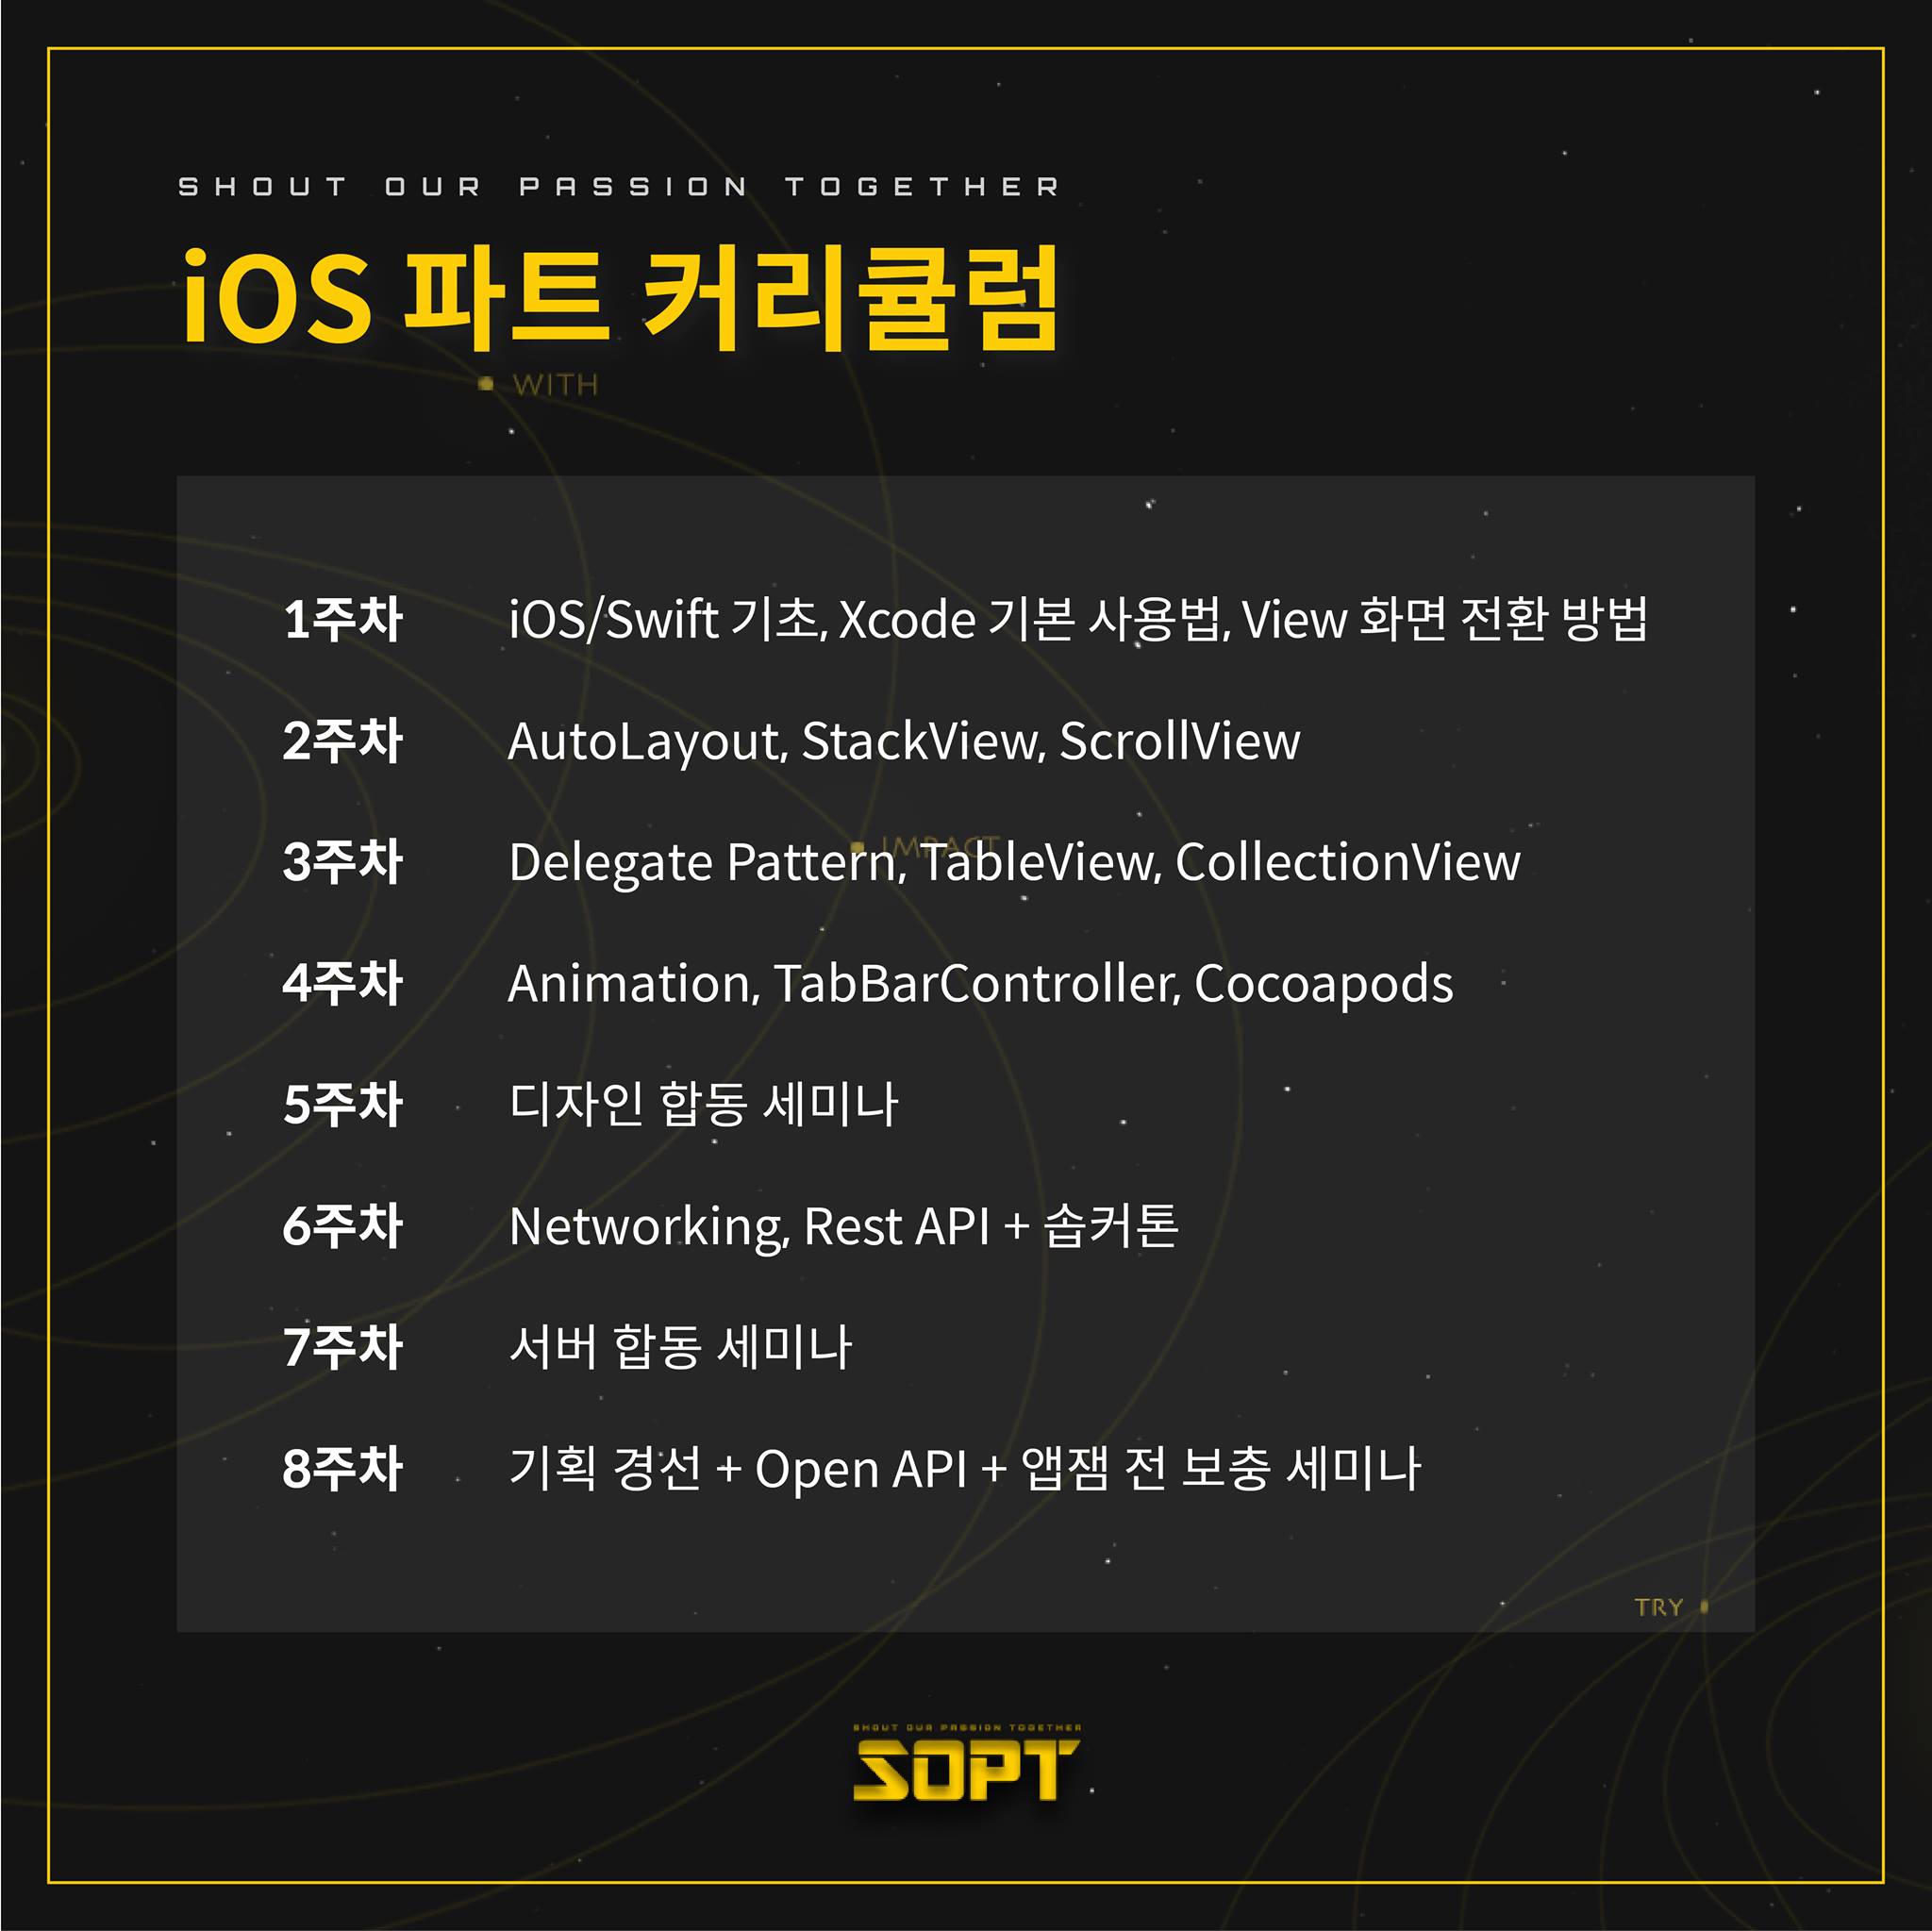 SHOUT OUR PASSION TOGETHER
iOS 파트 커리큘럼
WITH
1주차 iOS/Swift 기초, Xcode 기본 사용법, View 화면 전환 방법
2주차 AutoLayout, StackView, ScrollView
IMPACT
3주차 Delegate Pattern, TableView, CollectionView
4주차 Animation, TabBarController, Cocoapods
5주차 디자인 합동 세미나
6주차 Networking, Rest API + 솝커톤
7주차 서버 합동 세미나
8주차 기획 경선 + Open API + 앱잼 전 보충 세미나
TRY
SHOUT OUR PASSION TOGETHER
SOPT